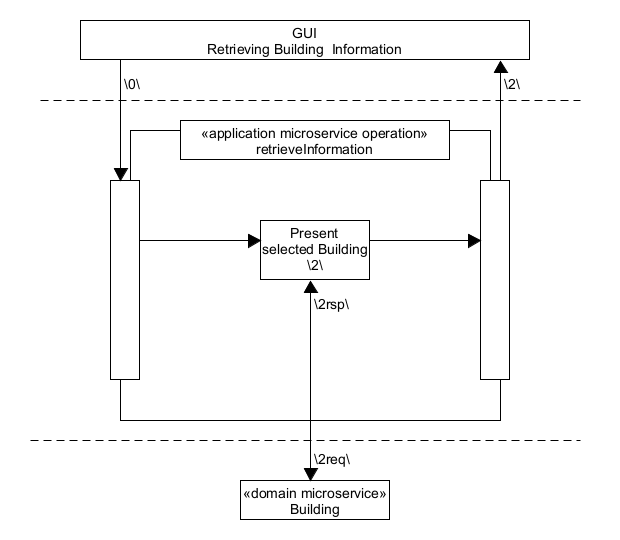 GUI
Retrieving Building Information
\0\
\2\
«application microservice operation»
retrieveInformation
Present
selected Building
\2\
\2rsp\
\2req\
«domain microservice»
Building